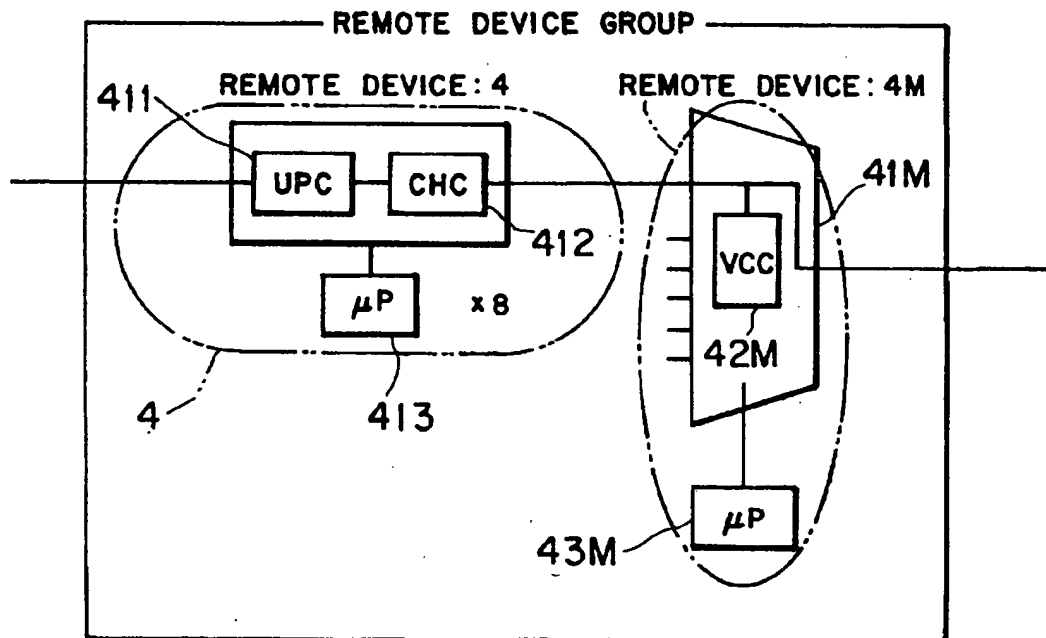 REMOTE DEVICE GROUP
REMOTE DEVICE: 4
REMOTE DEVICE: 4M
411
UPC
CHC
41M
412
VCC
μP
x 8
42M
4
413
μP
43M